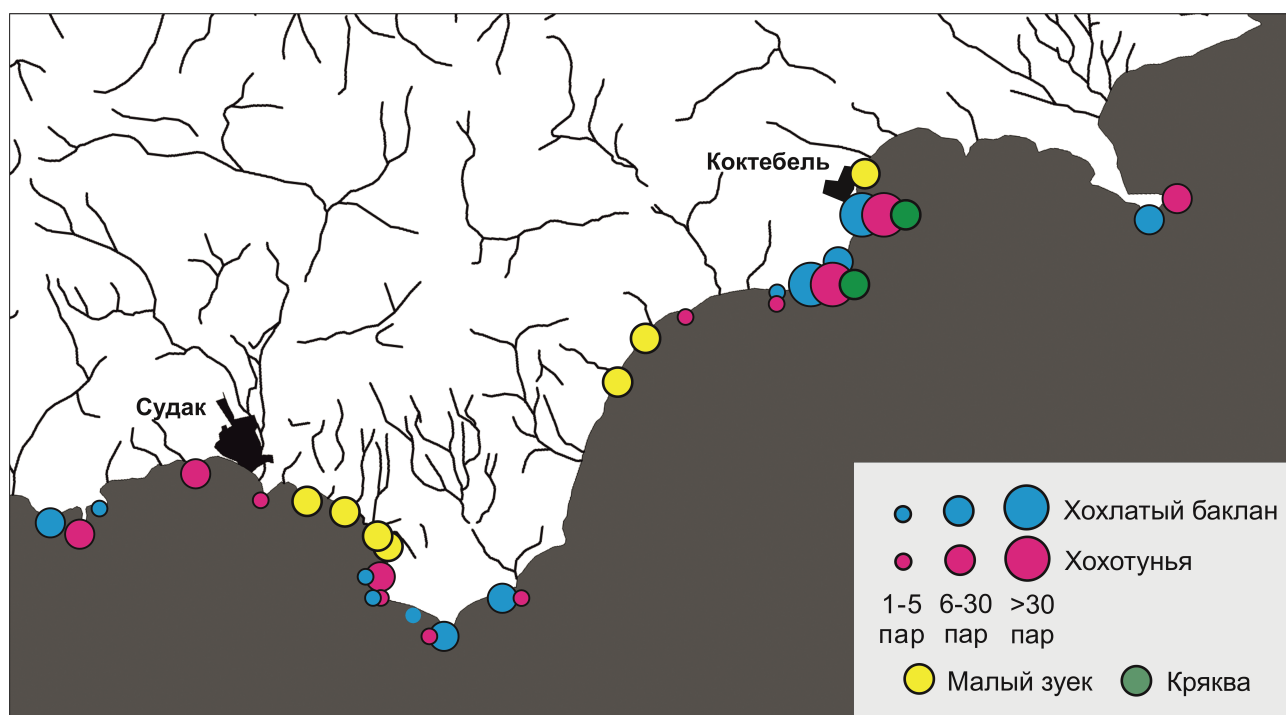 Коктебель
Судак
Хохлатый баклан
Хохотунья
1-5 6-30 >30
пар пар пар
Малый зуек Кряква